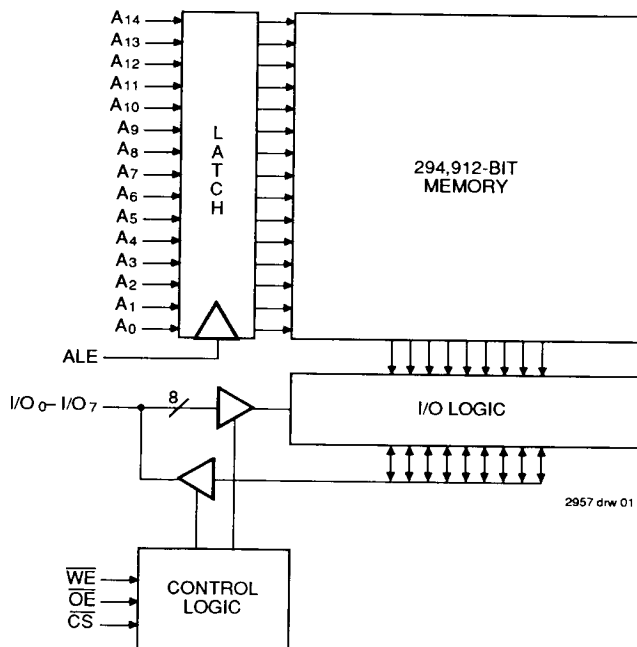 A14
A13
A12
A11
A10
A9
A8
A7
A6
A5
A4
A3
A2
A1
A0
LATCH
294,912-BIT
MEMORY
ALE
I/O0–I/O7
8
I/O LOGIC
2957 drw 01
WE
OE
CS
CONTROL
LOGIC